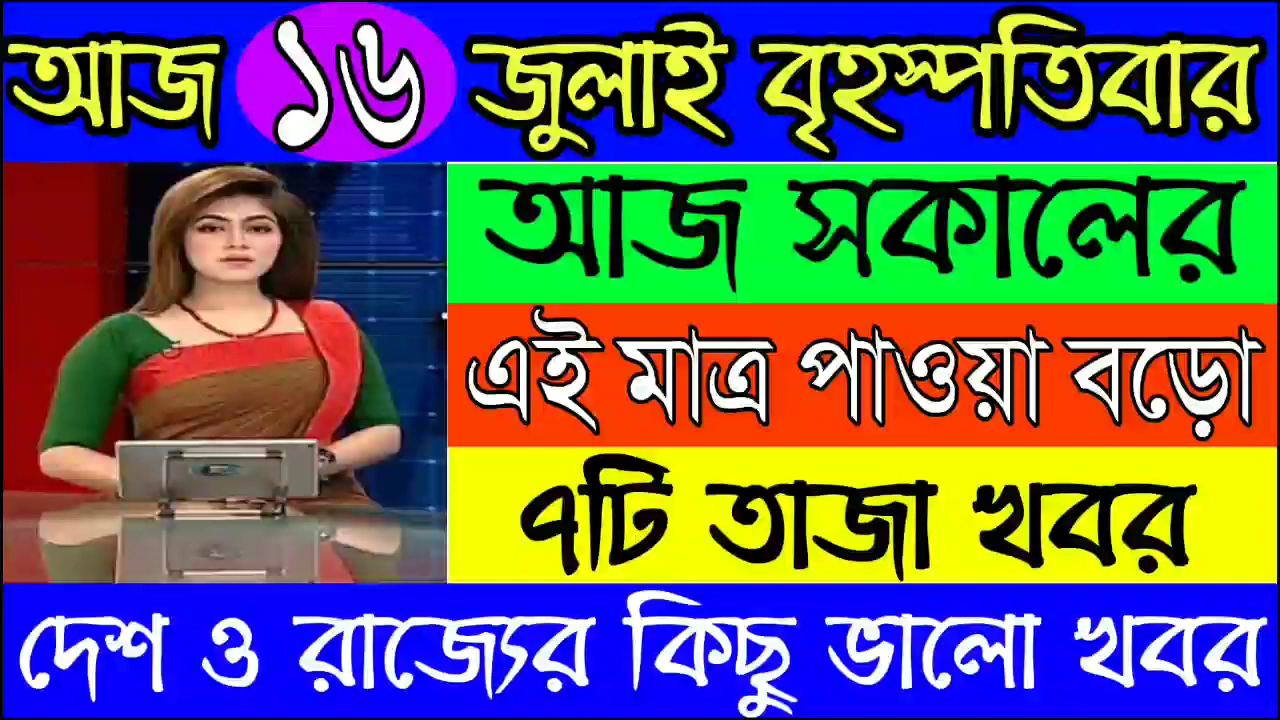 আজ ১৬ জুলাই বৃহস্পতিবার
আজ সকালের
এই মাত্র পাওয়া বড়ো
৭টি তাজা খবর
দেশ ও রাজ্যের কিছু ভালো খবর